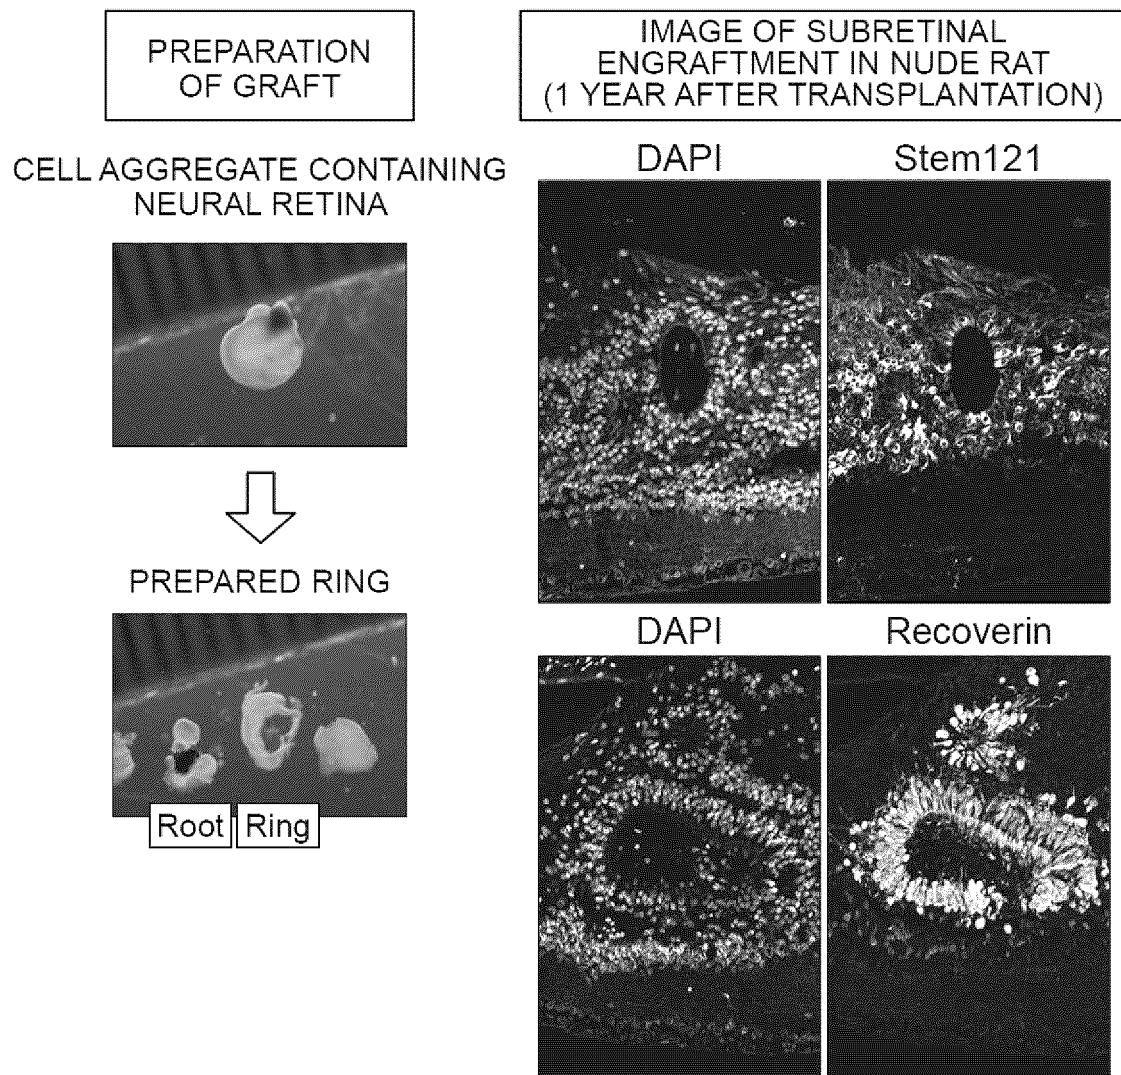 PREPARATION
OF GRAFT
CELL AGGREGATE CONTAINING
NEURAL RETINA
PREPARED RING
Root
Ring
IMAGE OF SUBRETINAL
ENGRAFTMENT IN NUDE RAT
(1 YEAR AFTER TRANSPLANTATION)
DAPI
Stem121
DAPI
Recoverin